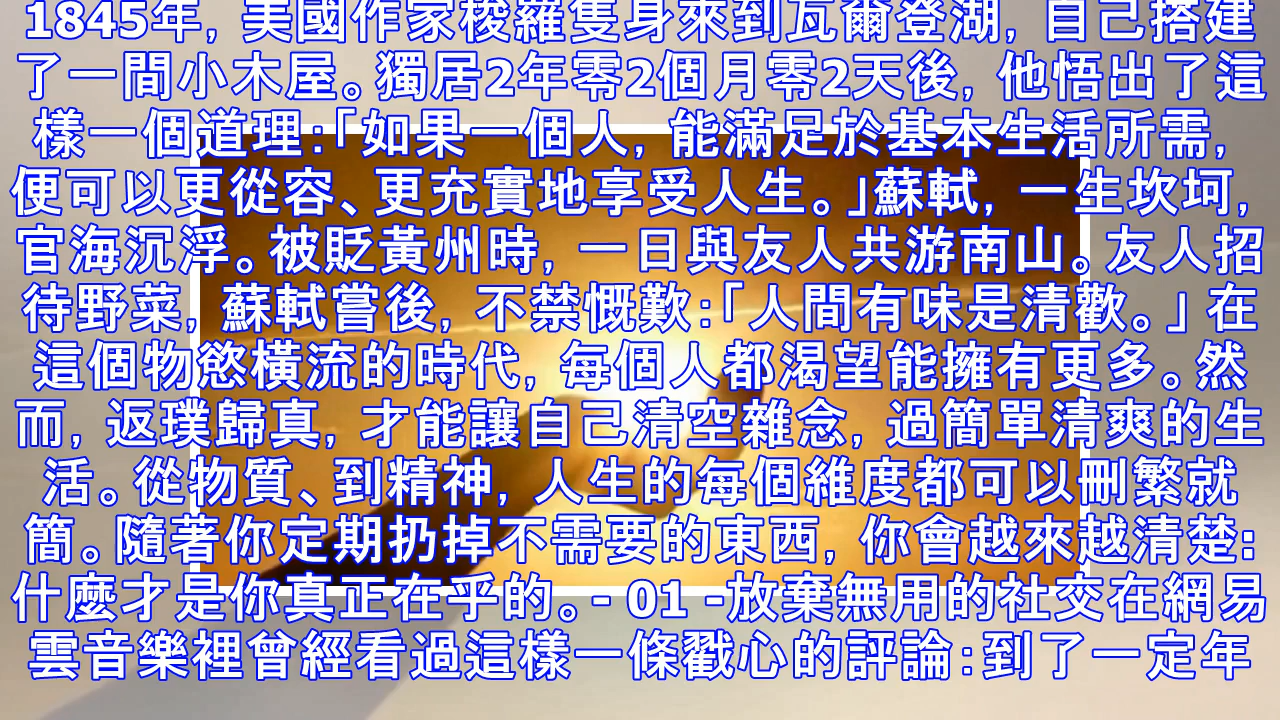 1845年, 美國作家梭羅隻身來到瓦爾登湖, 自己搭建
了一間小木屋。獨居2年零2個月零2天後, 他悟出了這
樣一個道理:「如果一個人, 能滿足於基本生活所需,
便可以更從容、更充實地享受人生。」蘇軾, 一生坎坷,
官海沉浮。被貶黃州時, 一日與友人共游南山。友人招
待野菜, 蘇軾嘗後, 不禁慨歎:「人間有味是清歡。」在
這個物慾橫流的時代, 每個人都渴望能擁有更多。然
而, 返璞歸真, 才能讓自己清空雜念, 過簡單清爽的生
活。從物質、到精神, 人生的每個維度都可以刪繁就
簡。隨著你定期扔掉不需要的東西, 你會越來越清楚:
什麼才是你真正在乎的。- 01 -放棄無用的社交在網易
雲音樂裡曾經看過這樣一條戳心的評論:到了一定年